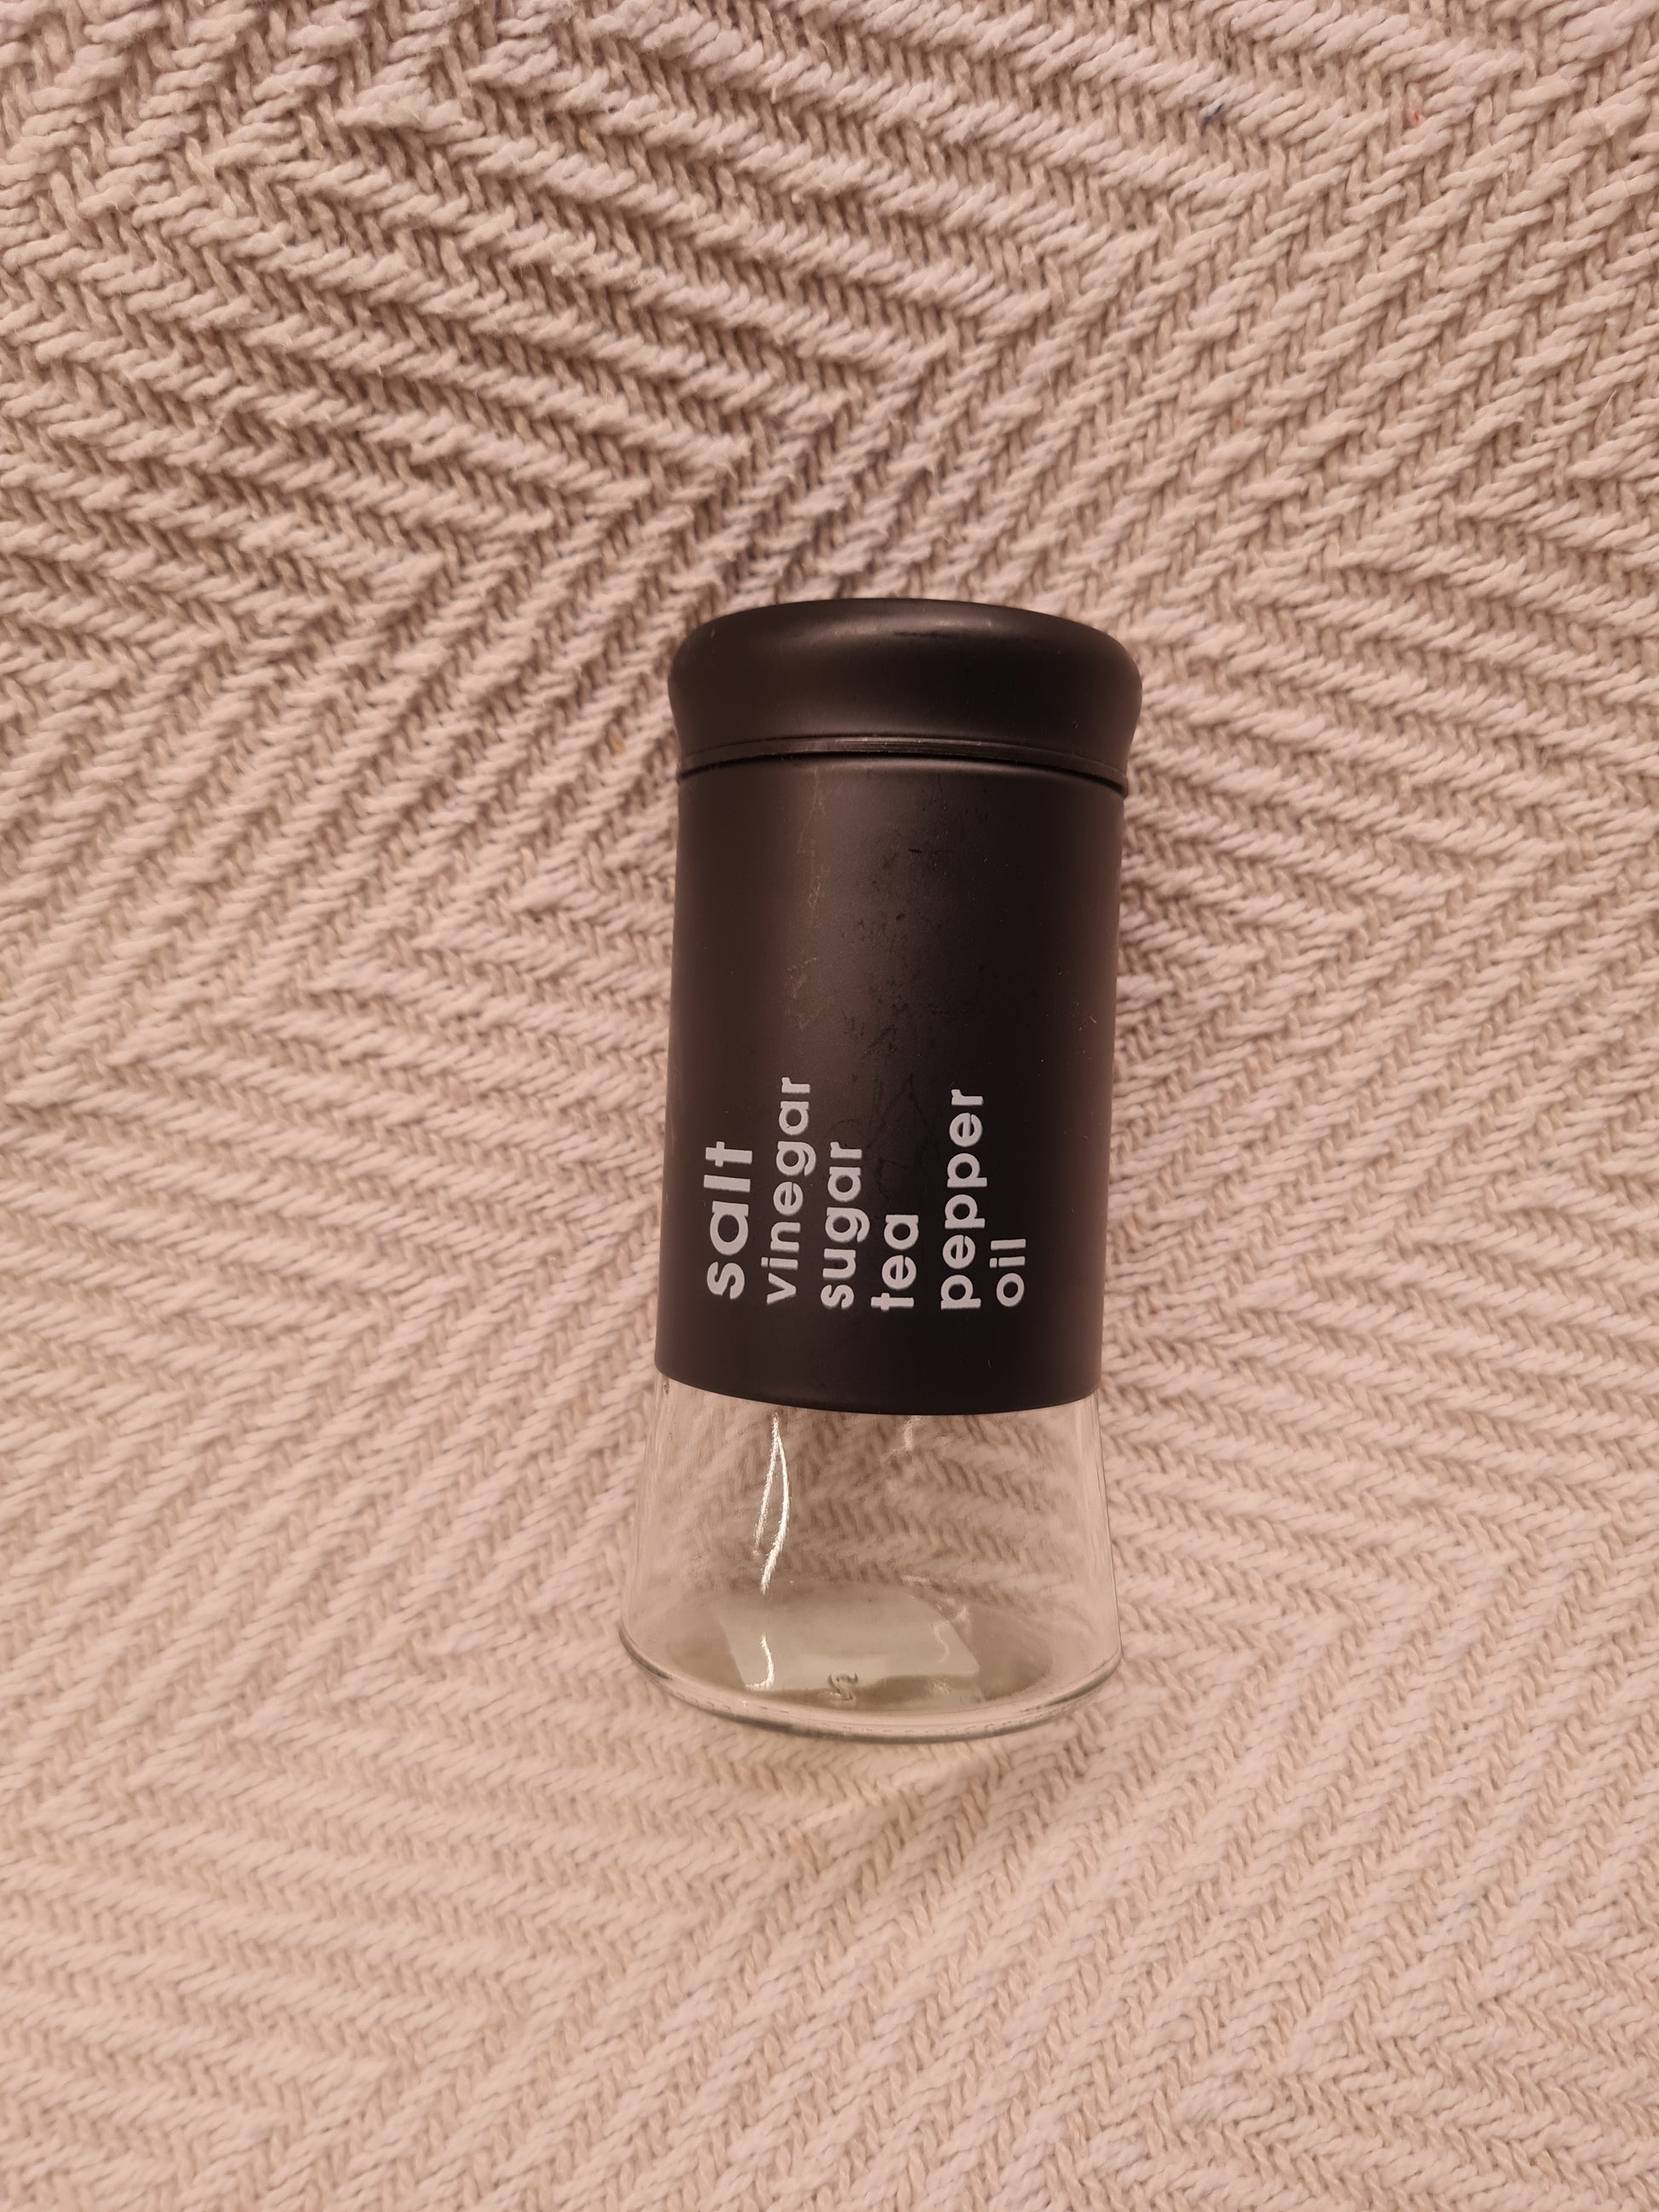 salt
vinegar
sugar
tea
pepper
oil